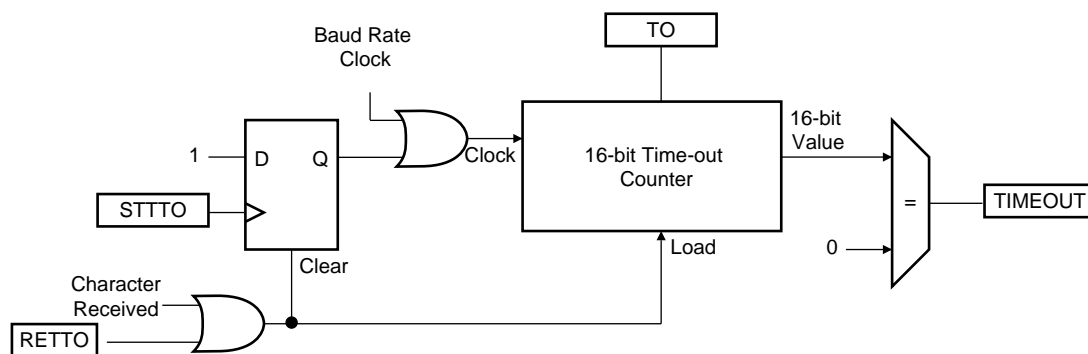 TO
Baud Rate
Clock
16-bit
Value
1
D
Q
Clock
16-bit Time-out
Counter
STTTO
=
TIMEOUT
0
Clear
Load
Character
Received
RETTO